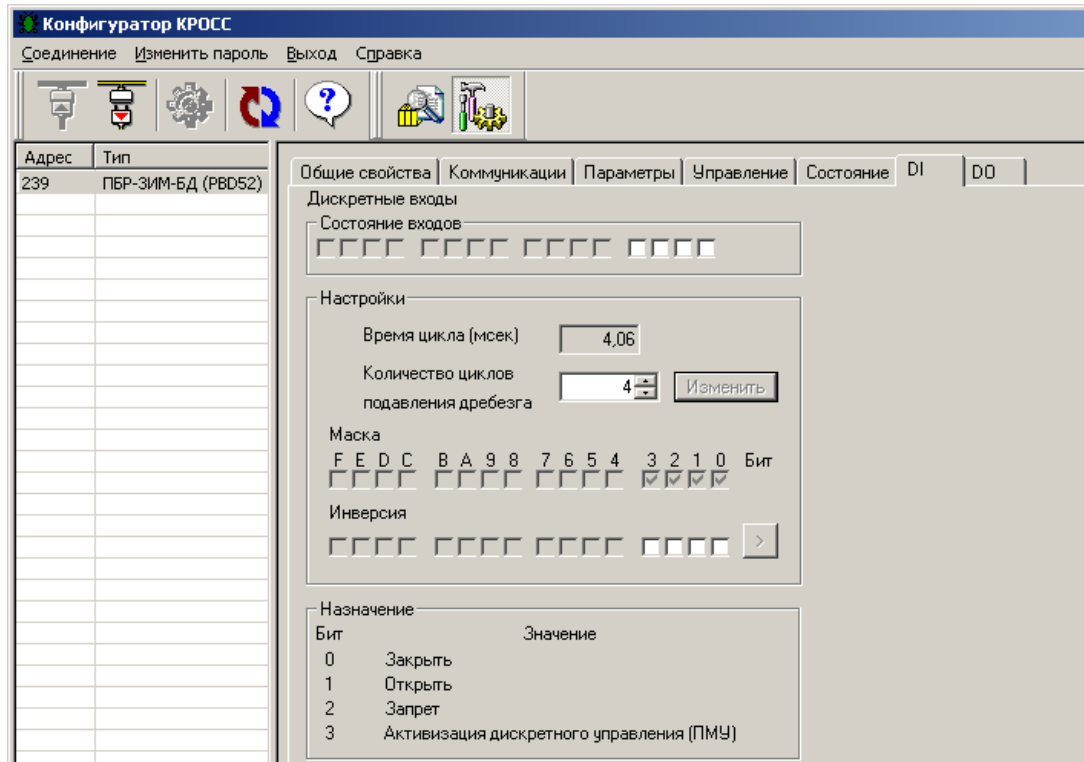 Конфигуратор КРОСС
Соединение Изменить пароль Выход Справка
Адрес Тип
239 ПБР-ЗИМ-БД (PBD52)
Общие свойства Коммуникации Параметры Управление Состояние DI DO
Дискретные входы
Состояние входов
Настройки
Время цикла (мсек) 4,06
Количество циклов
подавления дребезга
4 Изменить
Маска
F E D C B A 9 8 7 6 5 4 3 2 1 0 Бит
Инверсия
>
Назначение
Бит Значение
0 Закрыть
1 Открыть
2 Запрет
3 Активизация дискретного управления (ПМУ)